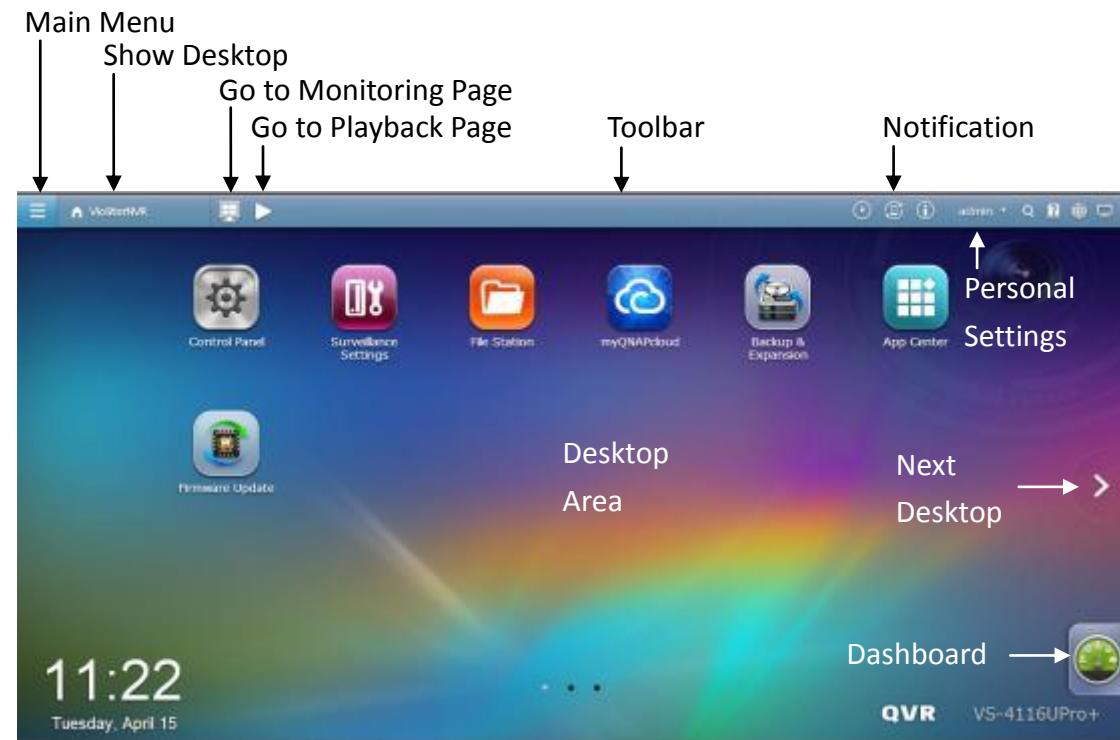 Main Menu
Show Desktop
Go to Monitoring Page
Go to Playback Page
Toolbar
Notification
VioStorNVR
admin
Personal
Settings
Control Panel
Surveillance
Settings
File Station
myQNAPcloud
Backup &
Expansion
App Center
Firmware Update
Desktop
Area
Next
Desktop
Dashboard
11:22
Tuesday, April 15
QVR
VS-4116UPro+